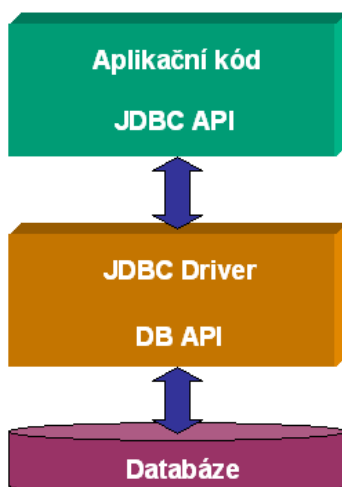 Aplikační kód
JDBC API
JDBC Driver
DB API
Databáze